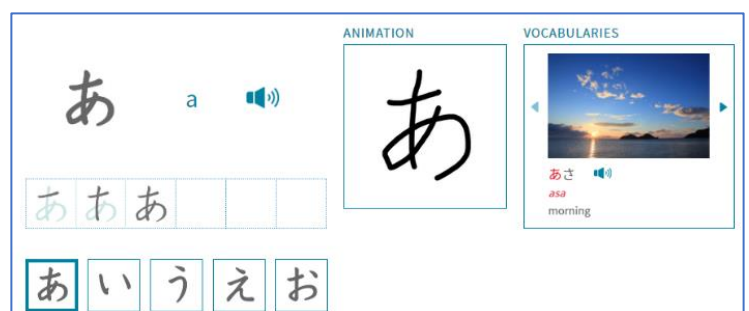 あ a
あ あ あ
あ い う え お
ANIMATION
あ
VOCABULARIES
あさ
asa
morning